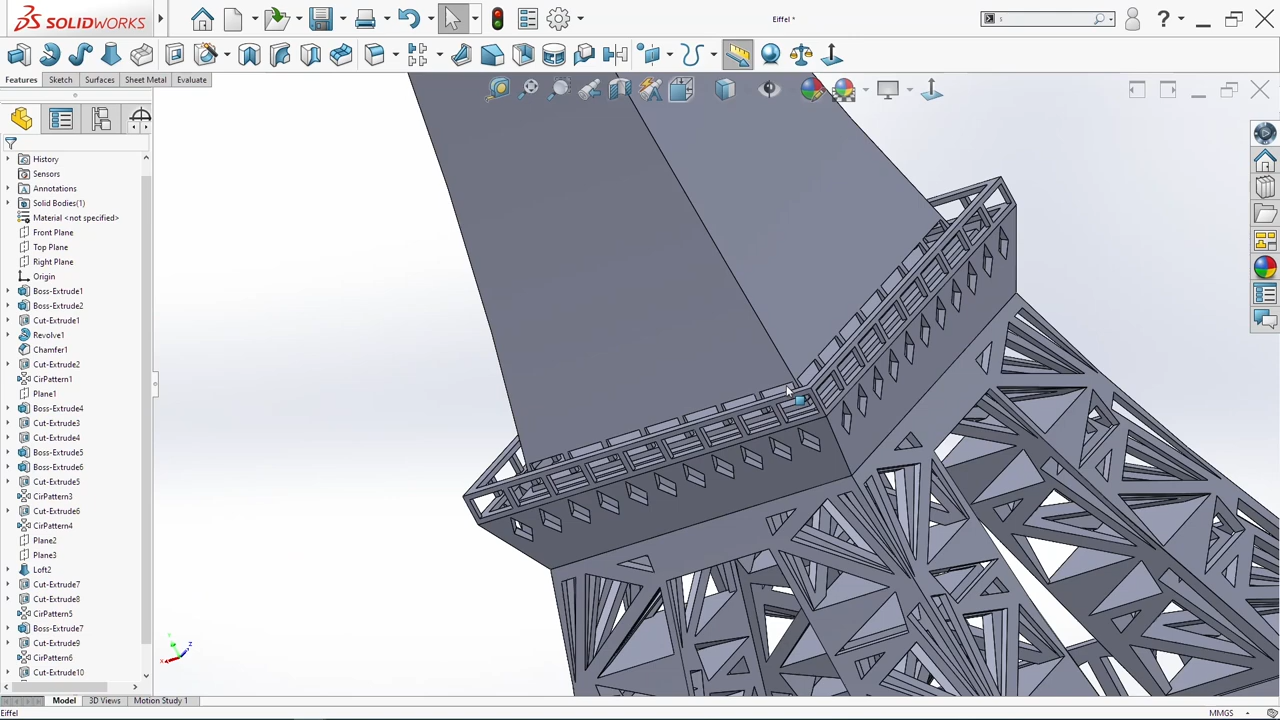 SOLIDWORKS
Eiffel *
s
Features
Sketch
Surfaces
Sheet Metal
Evaluate
History
Sensors
Annotations
Solid Bodies(1)
Material <not specified>
Front Plane
Top Plane
Right Plane
Origin
Boss-Extrude1
Boss-Extrude2
Cut-Extrude1
Revolve1
Chamfer1
Cut-Extrude2
CirPattern1
Plane1
Boss-Extrude4
Cut-Extrude3
Cut-Extrude4
Boss-Extrude5
Boss-Extrude6
Cut-Extrude5
CirPattern3
Cut-Extrude6
CirPattern4
Plane2
Plane3
Loft2
Cut-Extrude7
Cut-Extrude8
CirPattern5
Boss-Extrude7
Cut-Extrude9
CirPattern6
Cut-Extrude10
Model
3D Views
Motion Study 1
Eiffel
MMGS